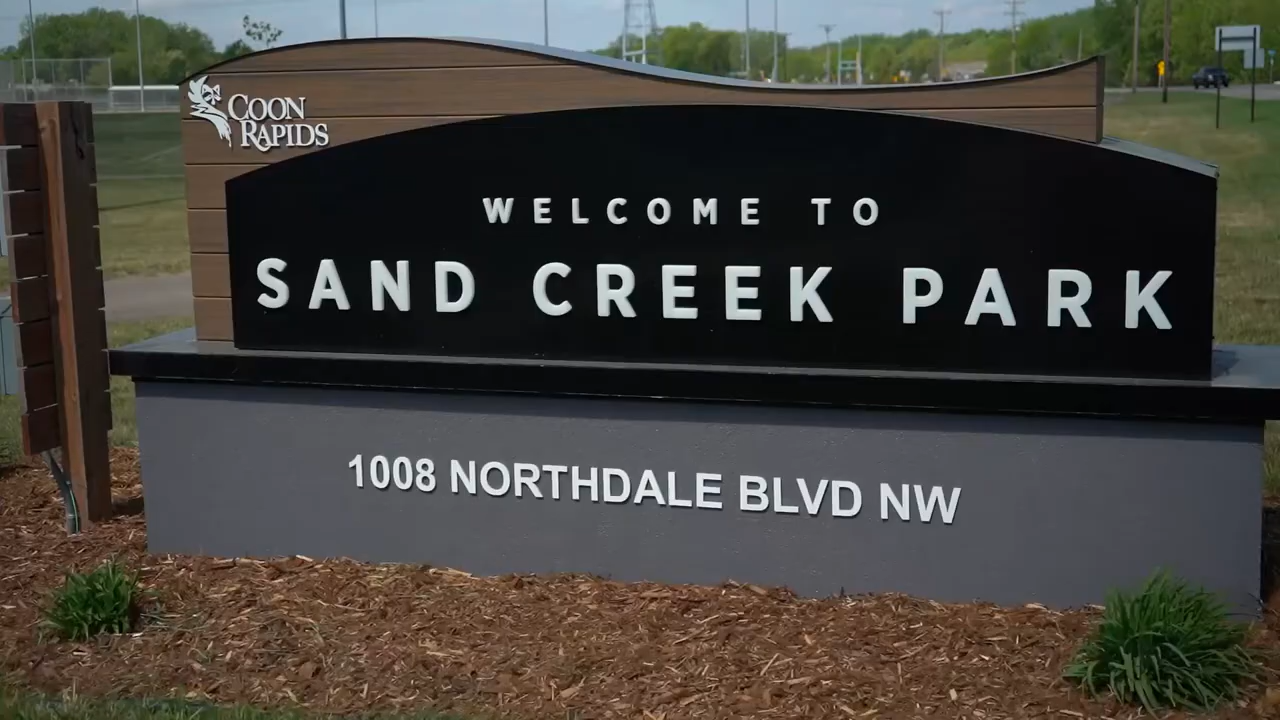 COON
RAPIDS
WELCOME TO
SAND CREEK PARK
1008 NORTHDALE BLVD NW